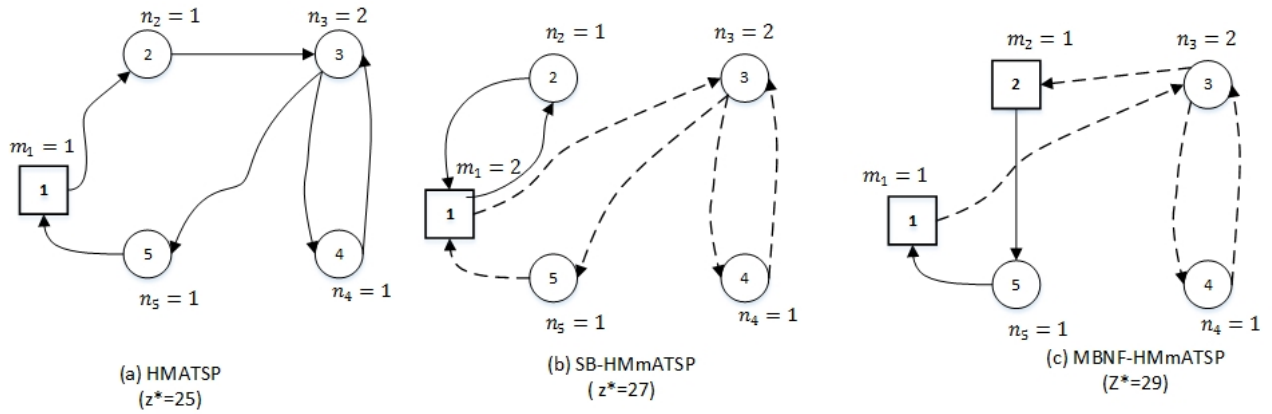 n₂ = 1
n₃ = 2
2
3
m₁ = 1
1
5
4
n₅ = 1
n₄ = 1
(a) HMATSP
(z*=25)
n₂ = 1
n₃ = 2
2
3
m₁ = 2
1
5
4
n₅ = 1
n₄ = 1
(b) SB-HMmATSP
( z*=27)
m₂ = 1
n₃ = 2
2
3
m₁ = 1
1
5
4
n₅ = 1
n₄ = 1
(c) MBNF-HMmATSP
(Z*=29)